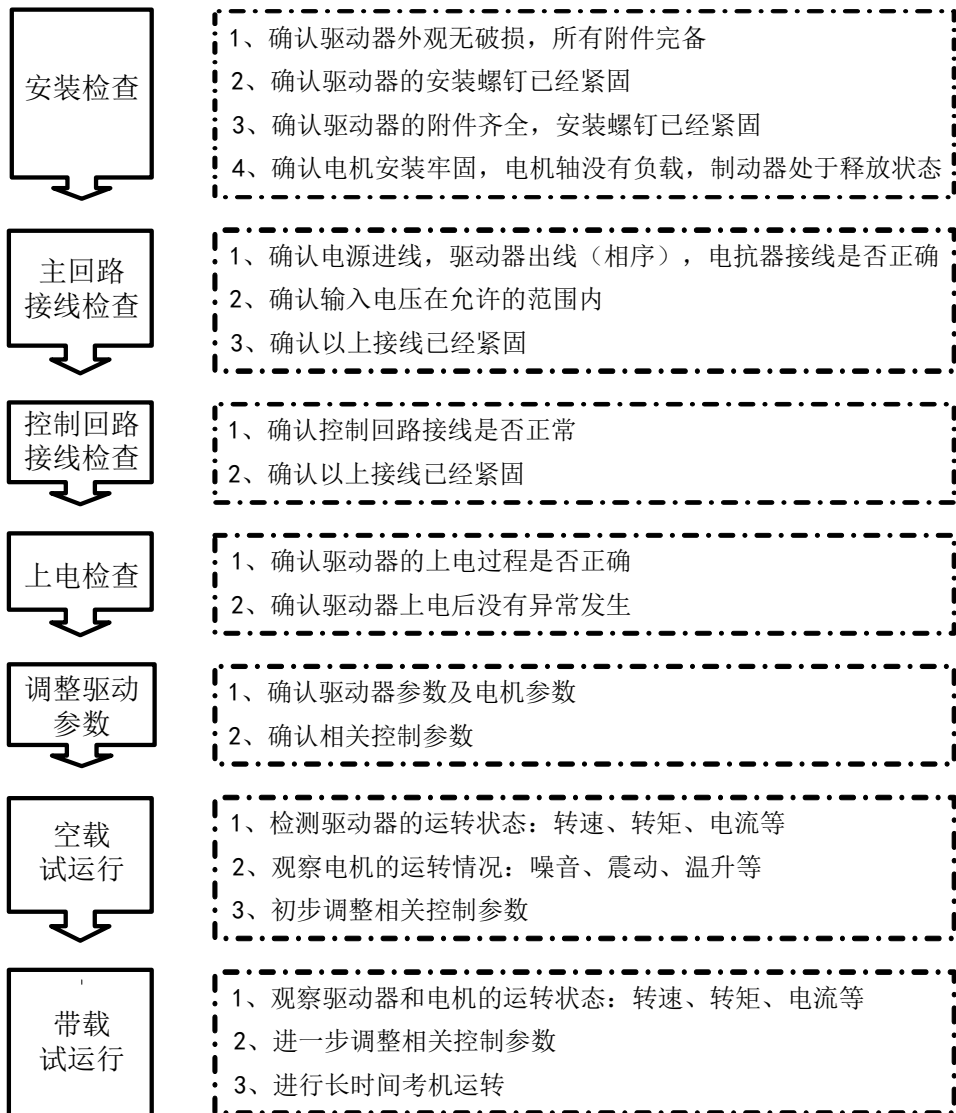 安装检查
1、确认驱动器外观无破损，所有附件完备
2、确认驱动器的安装螺钉已经紧固
3、确认驱动器的附件齐全，安装螺钉已经紧固
4、确认电机安装牢固，电机轴没有负载，制动器处于释放状态
主回路
接线检查
1、确认电源进线，驱动器出线（相序），电抗器接线是否正确
2、确认输入电压在允许的范围内
3、确认以上接线已经紧固
控制回路
接线检查
1、确认控制回路接线是否正常
2、确认以上接线已经紧固
上电检查
1、确认驱动器的上电过程是否正确
2、确认驱动器上电后没有异常发生
调整驱动
参数
1、确认驱动器参数及电机参数
2、确认相关控制参数
空载
试运行
1、检测驱动器的运转状态：转速、转矩、电流等
2、观察电机的运转情况：噪音、震动、温升等
3、初步调整相关控制参数
带载
试运行
1、观察驱动器和电机的运转状态：转速、转矩、电流等
2、进一步调整相关控制参数
3、进行长时间考机运转